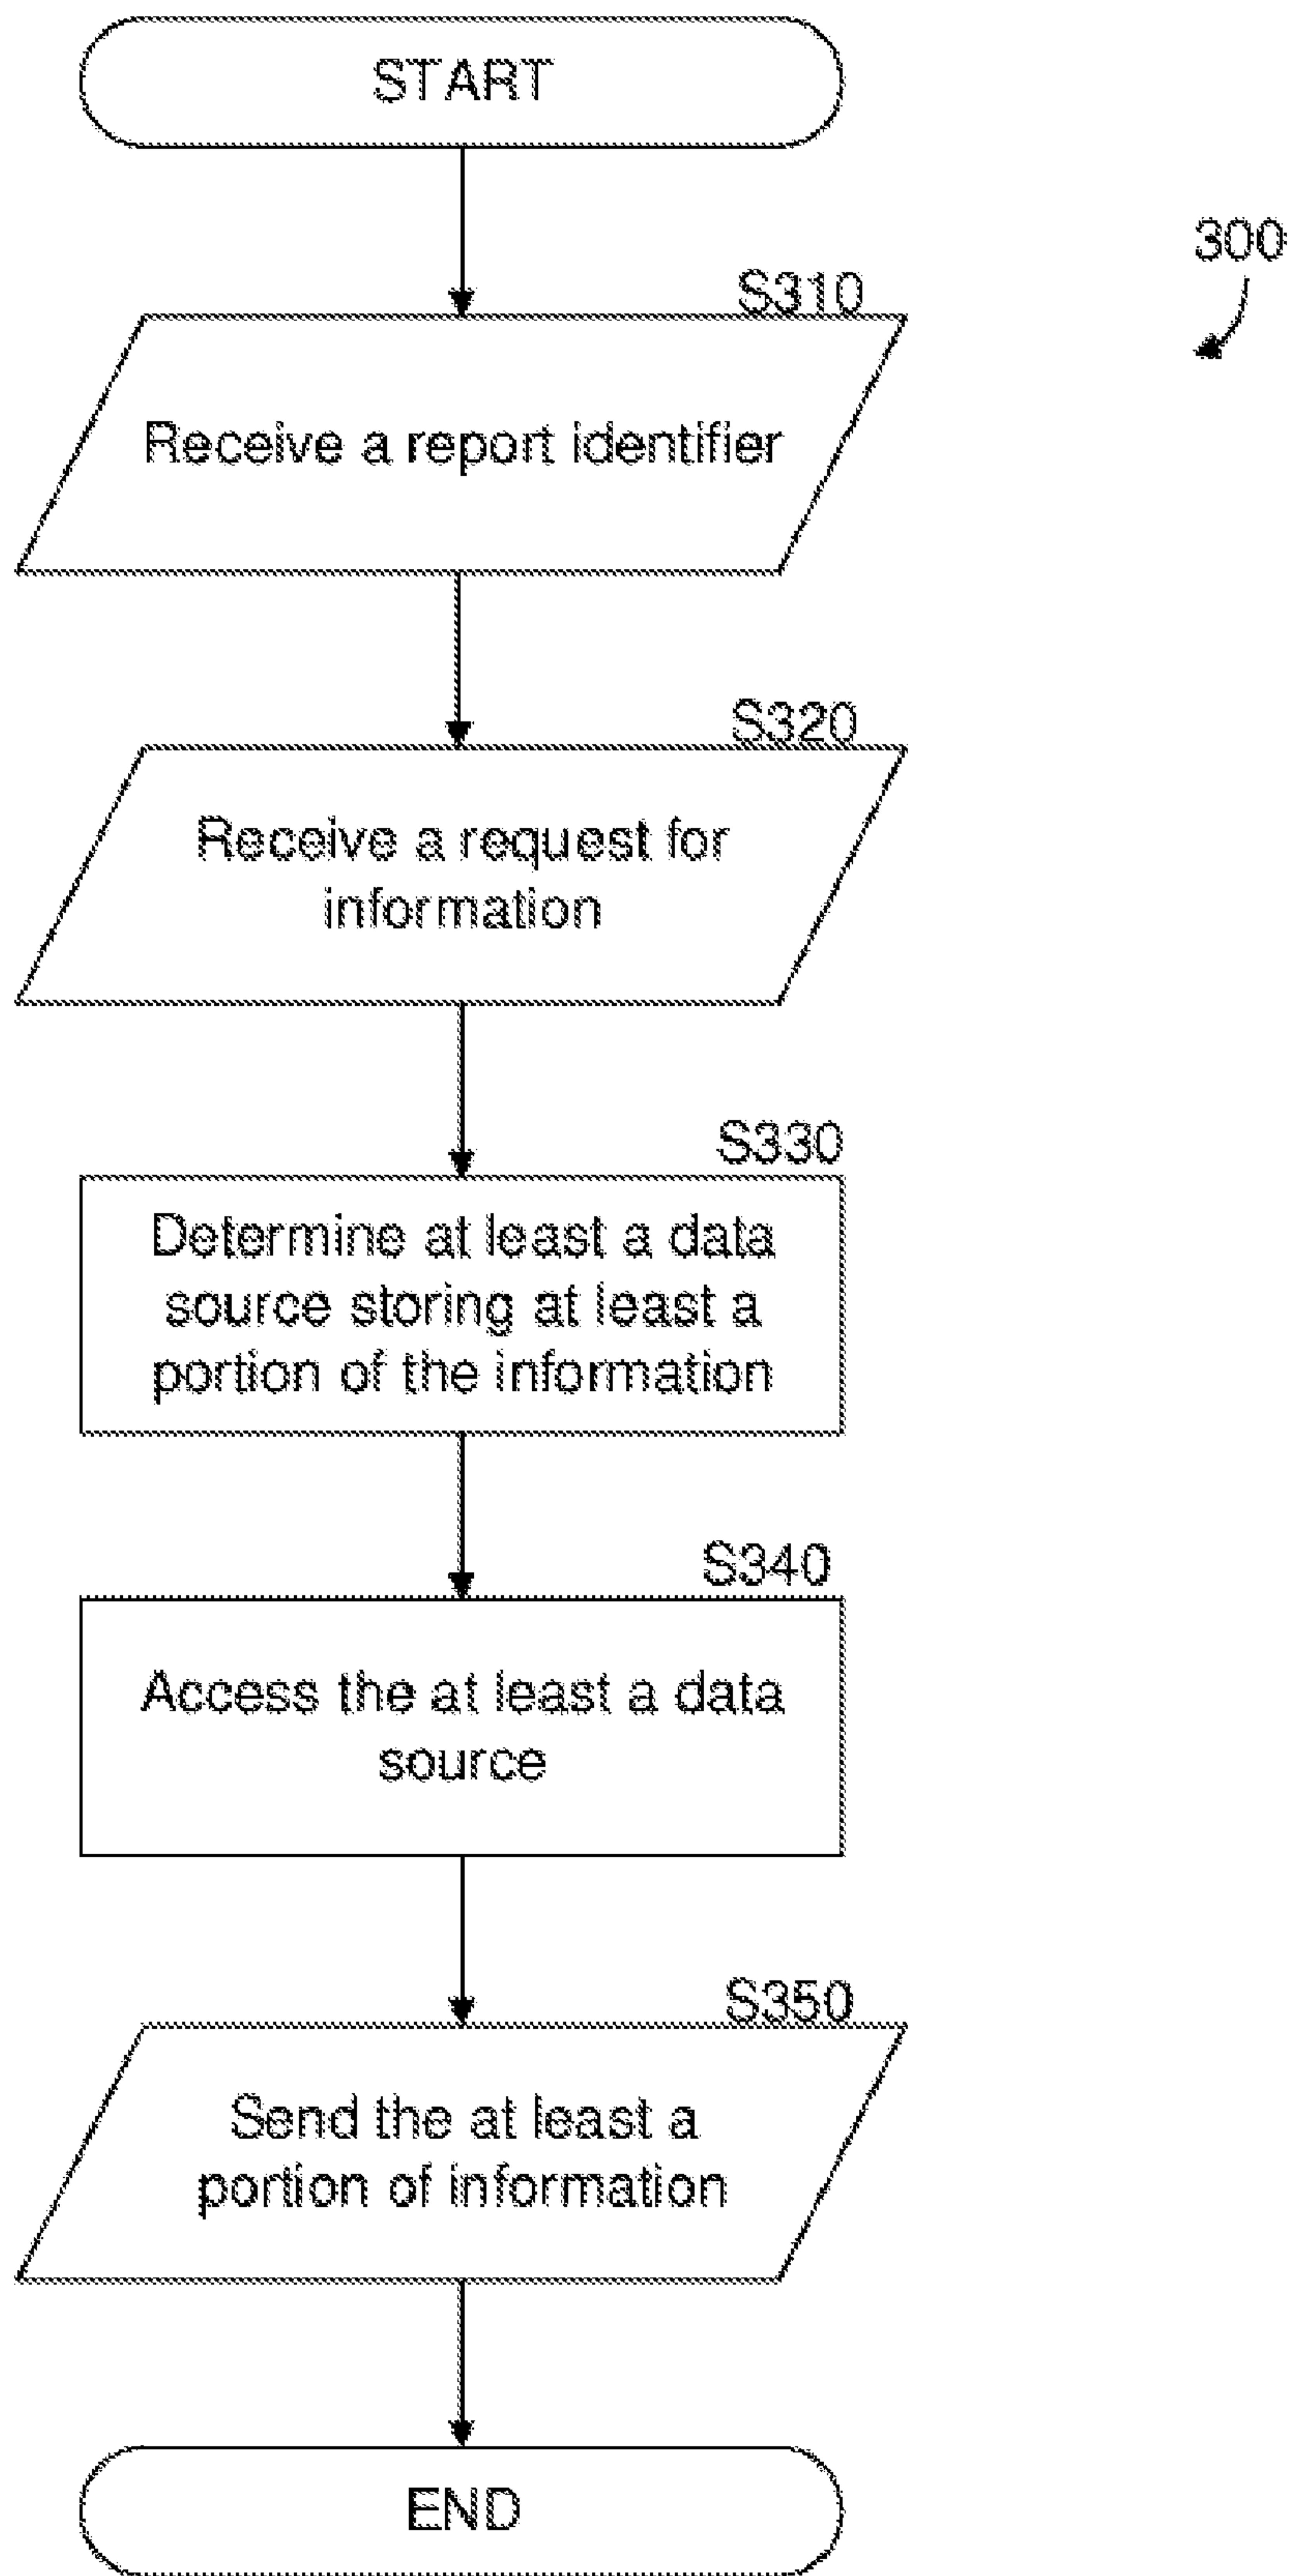 START
300
S310
Receive a report identifier
S320
Receive a request for
information
S330
Determine at least a data
source storing at least a
portion of the information
S340
Access the at least a data
source
S350
Send the at least a
portion of information
END